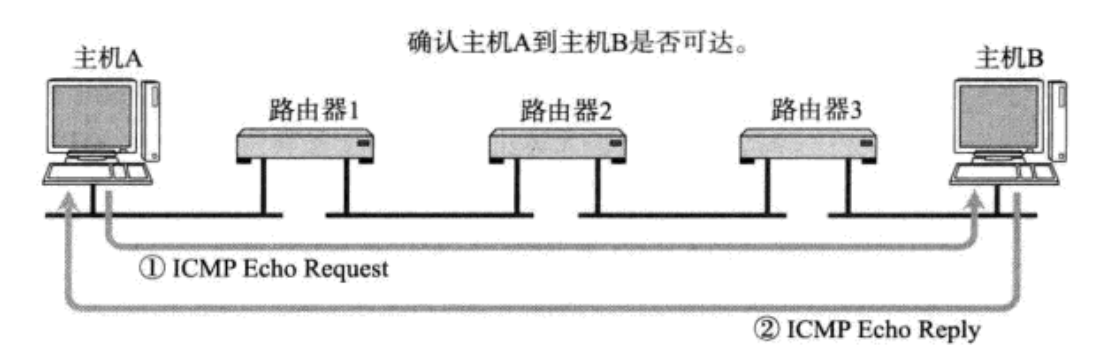 确认主机A到主机B是否可达。
主机A
主机B
路由器1
路由器2
路由器3
① ICMP Echo Request
② ICMP Echo Reply